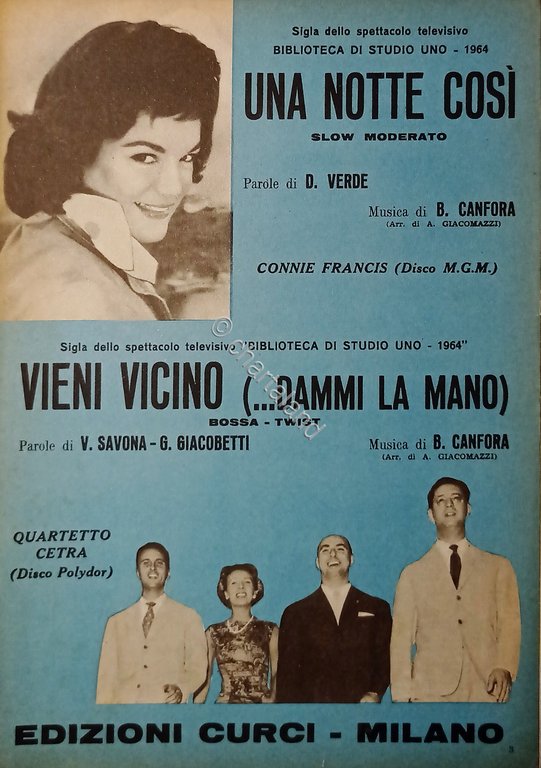 Sigla dello spettacolo televisivo
BIBLIOTECA DI STUDIO UNO - 1964
UNA NOTTE COSÌ
SLOW MODERATO
Parole di D. VERDE
Musica di B. CANFORA
(Arr. di A. GIACOMAZZI)
CONNIE FRANCIS (Disco M.G.M.)
© chartaland
Sigla dello spettacolo televisivo "BIBLIOTECA DI STUDIO UNO - 1964"
VIENI VICINO (...DAMMI LA MANO)
BOSSA - TWIST
Parole di V. SAVONA - G. GIACOBETTI
Musica di B. CANFORA
(Arr. di A. GIACOMAZZI)
QUARTETTO
CETRA
(Disco Polydor)
EDIZIONI CURCI - MILANO
3